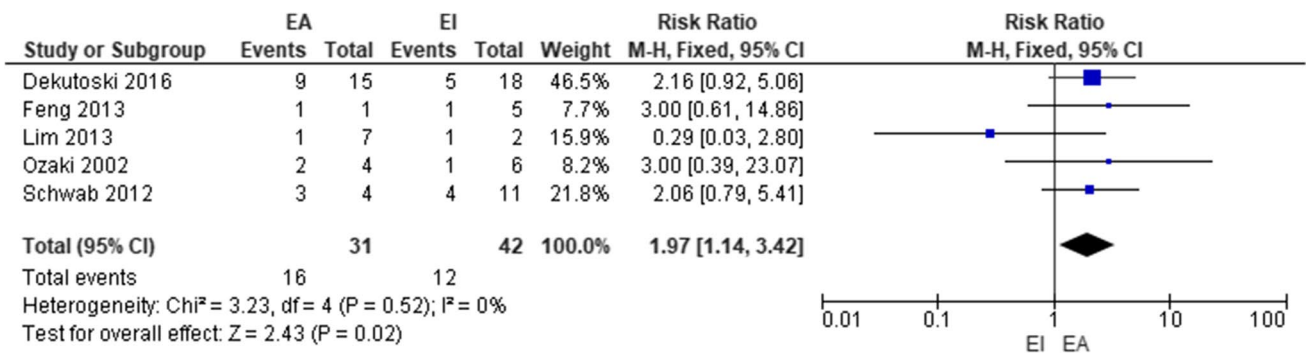 EA EI Risk Ratio Risk Ratio
Study or Subgroup Events Total Events Total Weight M-H, Fixed, 95% CI M-H, Fixed, 95% CI
Dekutoski 2016 9 15 5 18 46.5% 2.16 [0.92, 5.06]
Feng 2013 1 1 1 5 7.7% 3.00 [0.61, 14.86]
Lim 2013 1 7 1 2 15.9% 0.29 [0.03, 2.80]
Ozaki 2002 2 4 1 6 8.2% 3.00 [0.39, 23.07]
Schwab 2012 3 4 4 11 21.8% 2.06 [0.79, 5.41]
Total (95% CI) 31 42 100.0% 1.97 [1.14, 3.42]
Total events 16 12
Heterogeneity: Chi² = 3.23, df = 4 (P = 0.52); I² = 0%
Test for overall effect: Z = 2.43 (P = 0.02)
0.01 0.1 1 10 100
EI EA